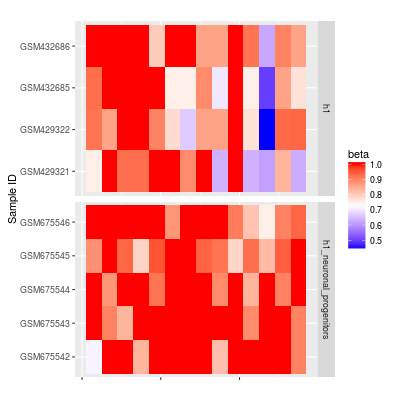 GSM432686
GSM432685
GSM429322
GSM429321
h1
GSM675546
GSM675545
GSM675544
GSM675543
GSM675542
h1_neuronal_progenitors
Sample ID
beta
1.0
0.9
0.8
0.7
0.6
0.5